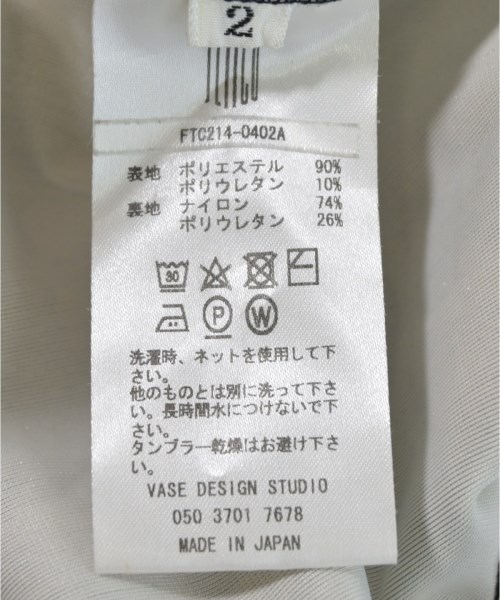 2
FTC214-0402A
表地 ポリエステル 90%
ポリウレタン 10%
裏地 ナイロン 74%
ポリウレタン 26%
30
P W
洗濯時、ネットを使用して下
さい。
他のものとは別に洗って下さ
い。長時間水につけないで下
さい。
タンブラー乾燥はお避け下さ
い。
VASE DESIGN STUDIO
050 3701 7678
MADE IN JAPAN